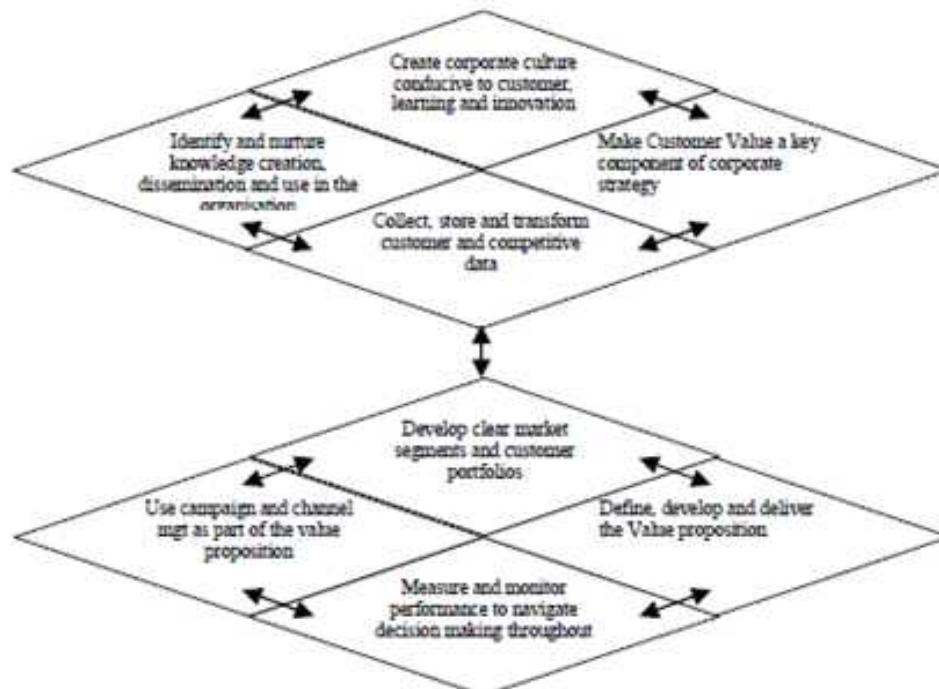 Create corporate culture
conducive to customer,
learning and innovation
Identify and nurture
knowledge creation,
dissemination and use in the
organisation
Make Customer Value a key
component of corporate
strategy
Collect, store and transform
customer and competitive
data
Develop clear market
segments and customer
portfolios
Use campaign and channel
mgt as part of the value
proposition
Define, develop and deliver
the Value proposition
Measure and monitor
performance to navigate
decision making throughout